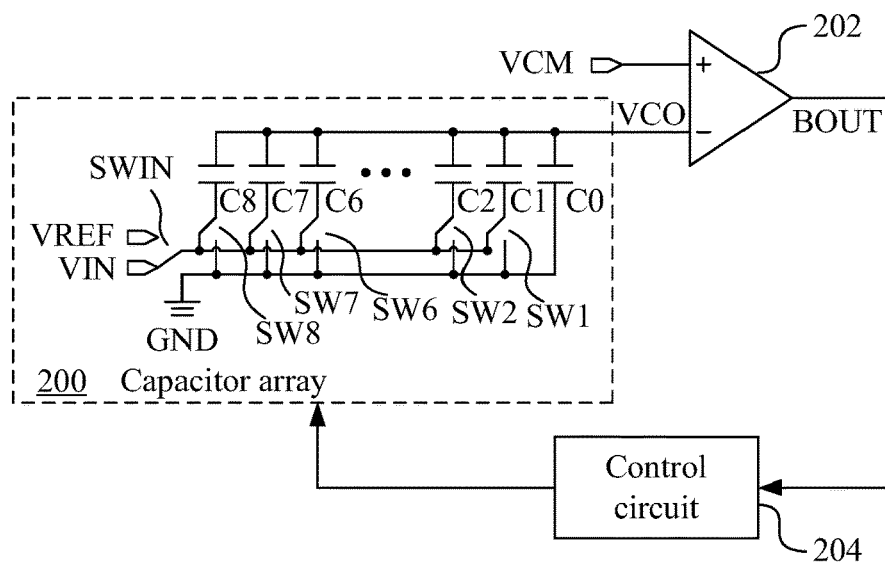 202
VCM
+
VCO
−
BOUT
SWIN
C8
C7
C6
C2
C1
C0
VREF
VIN
GND
SW8
SW7
SW6
SW2
SW1
200 Capacitor array
Control
circuit
204